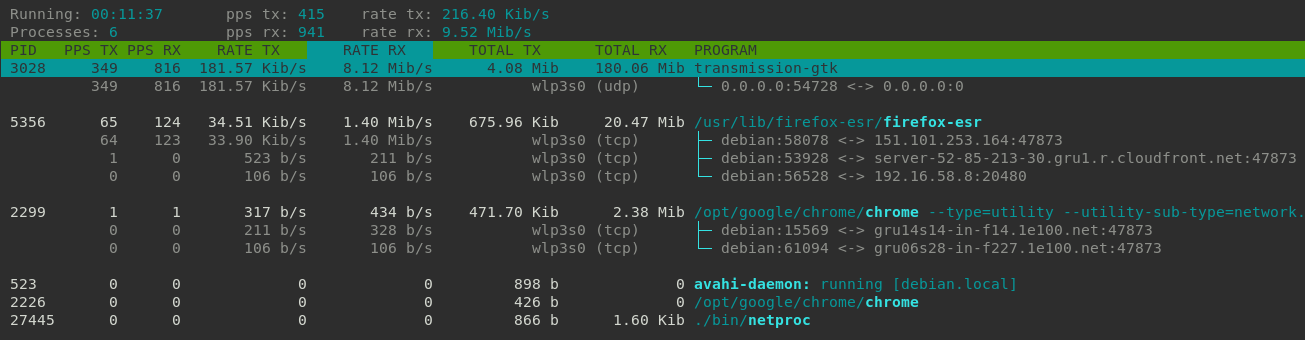 Running: 00:11:37 pps tx: 415 rate tx: 216.40 Kib/s
Processes: 6 pps rx: 941 rate rx: 9.52 Mib/s
PID PPS TX PPS RX RATE TX RATE RX TOTAL TX TOTAL RX PROGRAM
3028 349 816 181.57 Kib/s 8.12 Mib/s 4.08 Mib 180.06 Mib transmission-gtk
349 816 181.57 Kib/s 8.12 Mib/s wlp3s0 (udp) └─ 0.0.0.0:54728 <-> 0.0.0.0:0
5356 65 124 34.51 Kib/s 1.40 Mib/s 675.96 Kib 20.47 Mib /usr/lib/firefox-esr/firefox-esr
64 123 33.90 Kib/s 1.40 Mib/s wlp3s0 (tcp) ├─ debian:58078 <-> 151.101.253.164:47873
1 0 523 b/s 211 b/s wlp3s0 (tcp) ├─ debian:53928 <-> server-52-85-213-30.gru1.r.cloudfront.net:47873
0 0 106 b/s 106 b/s wlp3s0 (tcp) └─ debian:56528 <-> 192.16.58.8:20480
2299 1 1 317 b/s 434 b/s 471.70 Kib 2.38 Mib /opt/google/chrome/chrome --type=utility --utility-sub-type=network.
0 0 211 b/s 328 b/s wlp3s0 (tcp) ├─ debian:15569 <-> gru14s14-in-f14.1e100.net:47873
0 0 106 b/s 106 b/s wlp3s0 (tcp) └─ debian:61094 <-> gru06s28-in-f227.1e100.net:47873
523 0 0 0 0 898 b 0 avahi-daemon: running [debian.local]
2226 0 0 0 0 426 b 0 /opt/google/chrome/chrome
27445 0 0 0 0 866 b 1.60 Kib ./bin/netproc